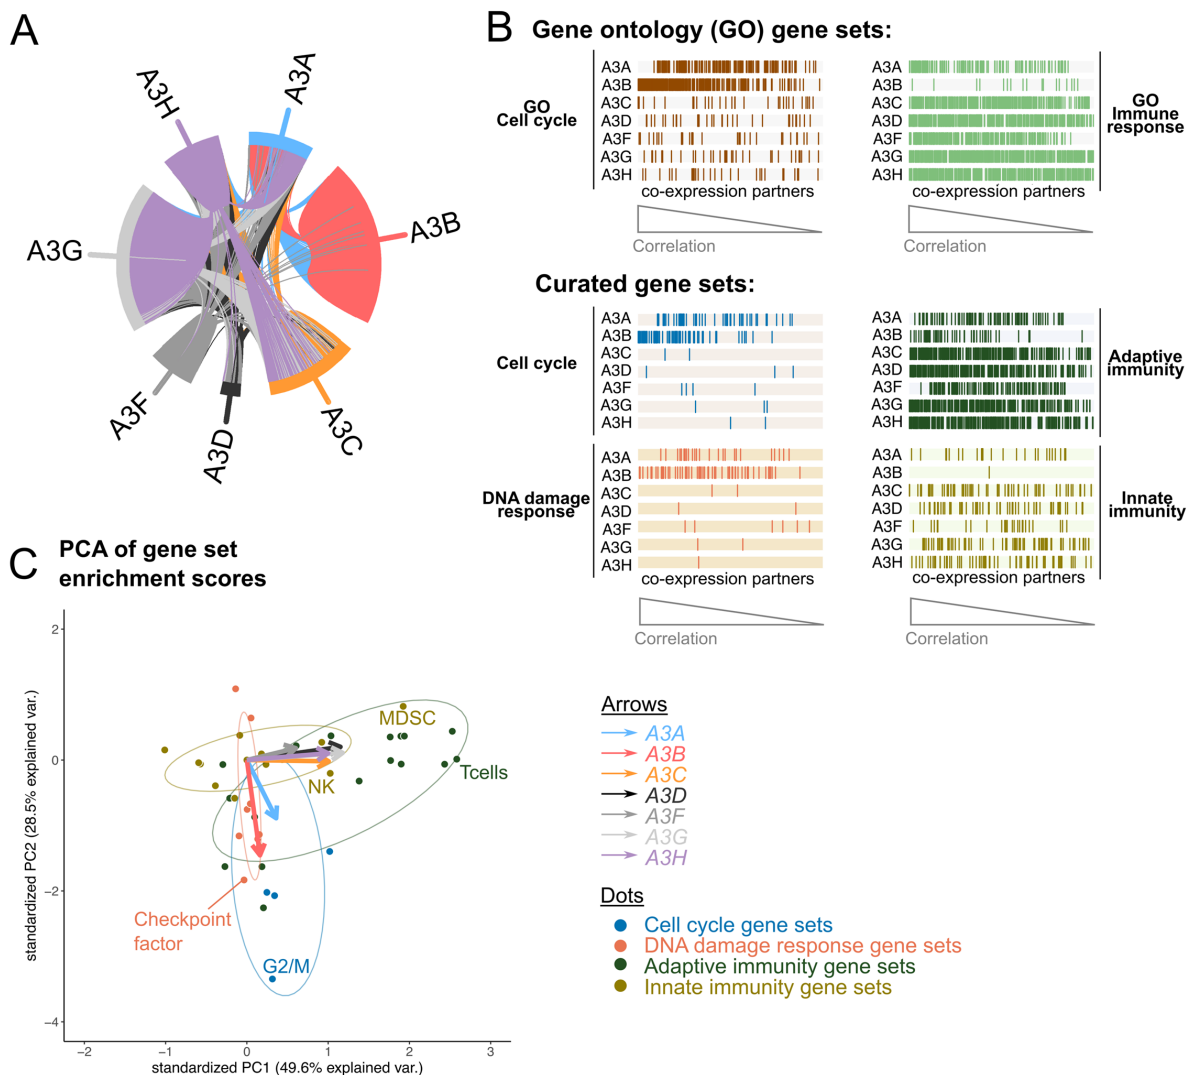 A
A3H
A3A
A3G
A3B
A3F
A3D
A3C
B
Gene ontology (GO) gene sets:
GO
Cell cycle
A3A
A3B
A3C
A3D
A3F
A3G
A3H
co-expression partners
Correlation
A3A
A3B
A3C
A3D
A3F
A3G
A3H
co-expression partners
Correlation
GO
Immune
response
Curated gene sets:
Cell cycle
A3A
A3B
A3C
A3D
A3F
A3G
A3H
A3A
A3B
A3C
A3D
A3F
A3G
A3H
Adaptive
immunity
DNA damage
response
A3A
A3B
A3C
A3D
A3F
A3G
A3H
co-expression partners
Correlation
A3A
A3B
A3C
A3D
A3F
A3G
A3H
co-expression partners
Correlation
Innate
immunity
C
PCA of gene set
enrichment scores
standardized PC2 (28.5% explained var.)
2
0
−2
−4
MDSC
Tcells
NK
Checkpoint
factor
G2/M
−2
−1
0
1
2
3
standardized PC1 (49.6% explained var.)
Arrows
A3A
A3B
A3C
A3D
A3F
A3G
A3H
Dots
Cell cycle gene sets
DNA damage response gene sets
Adaptive immunity gene sets
Innate immunity gene sets